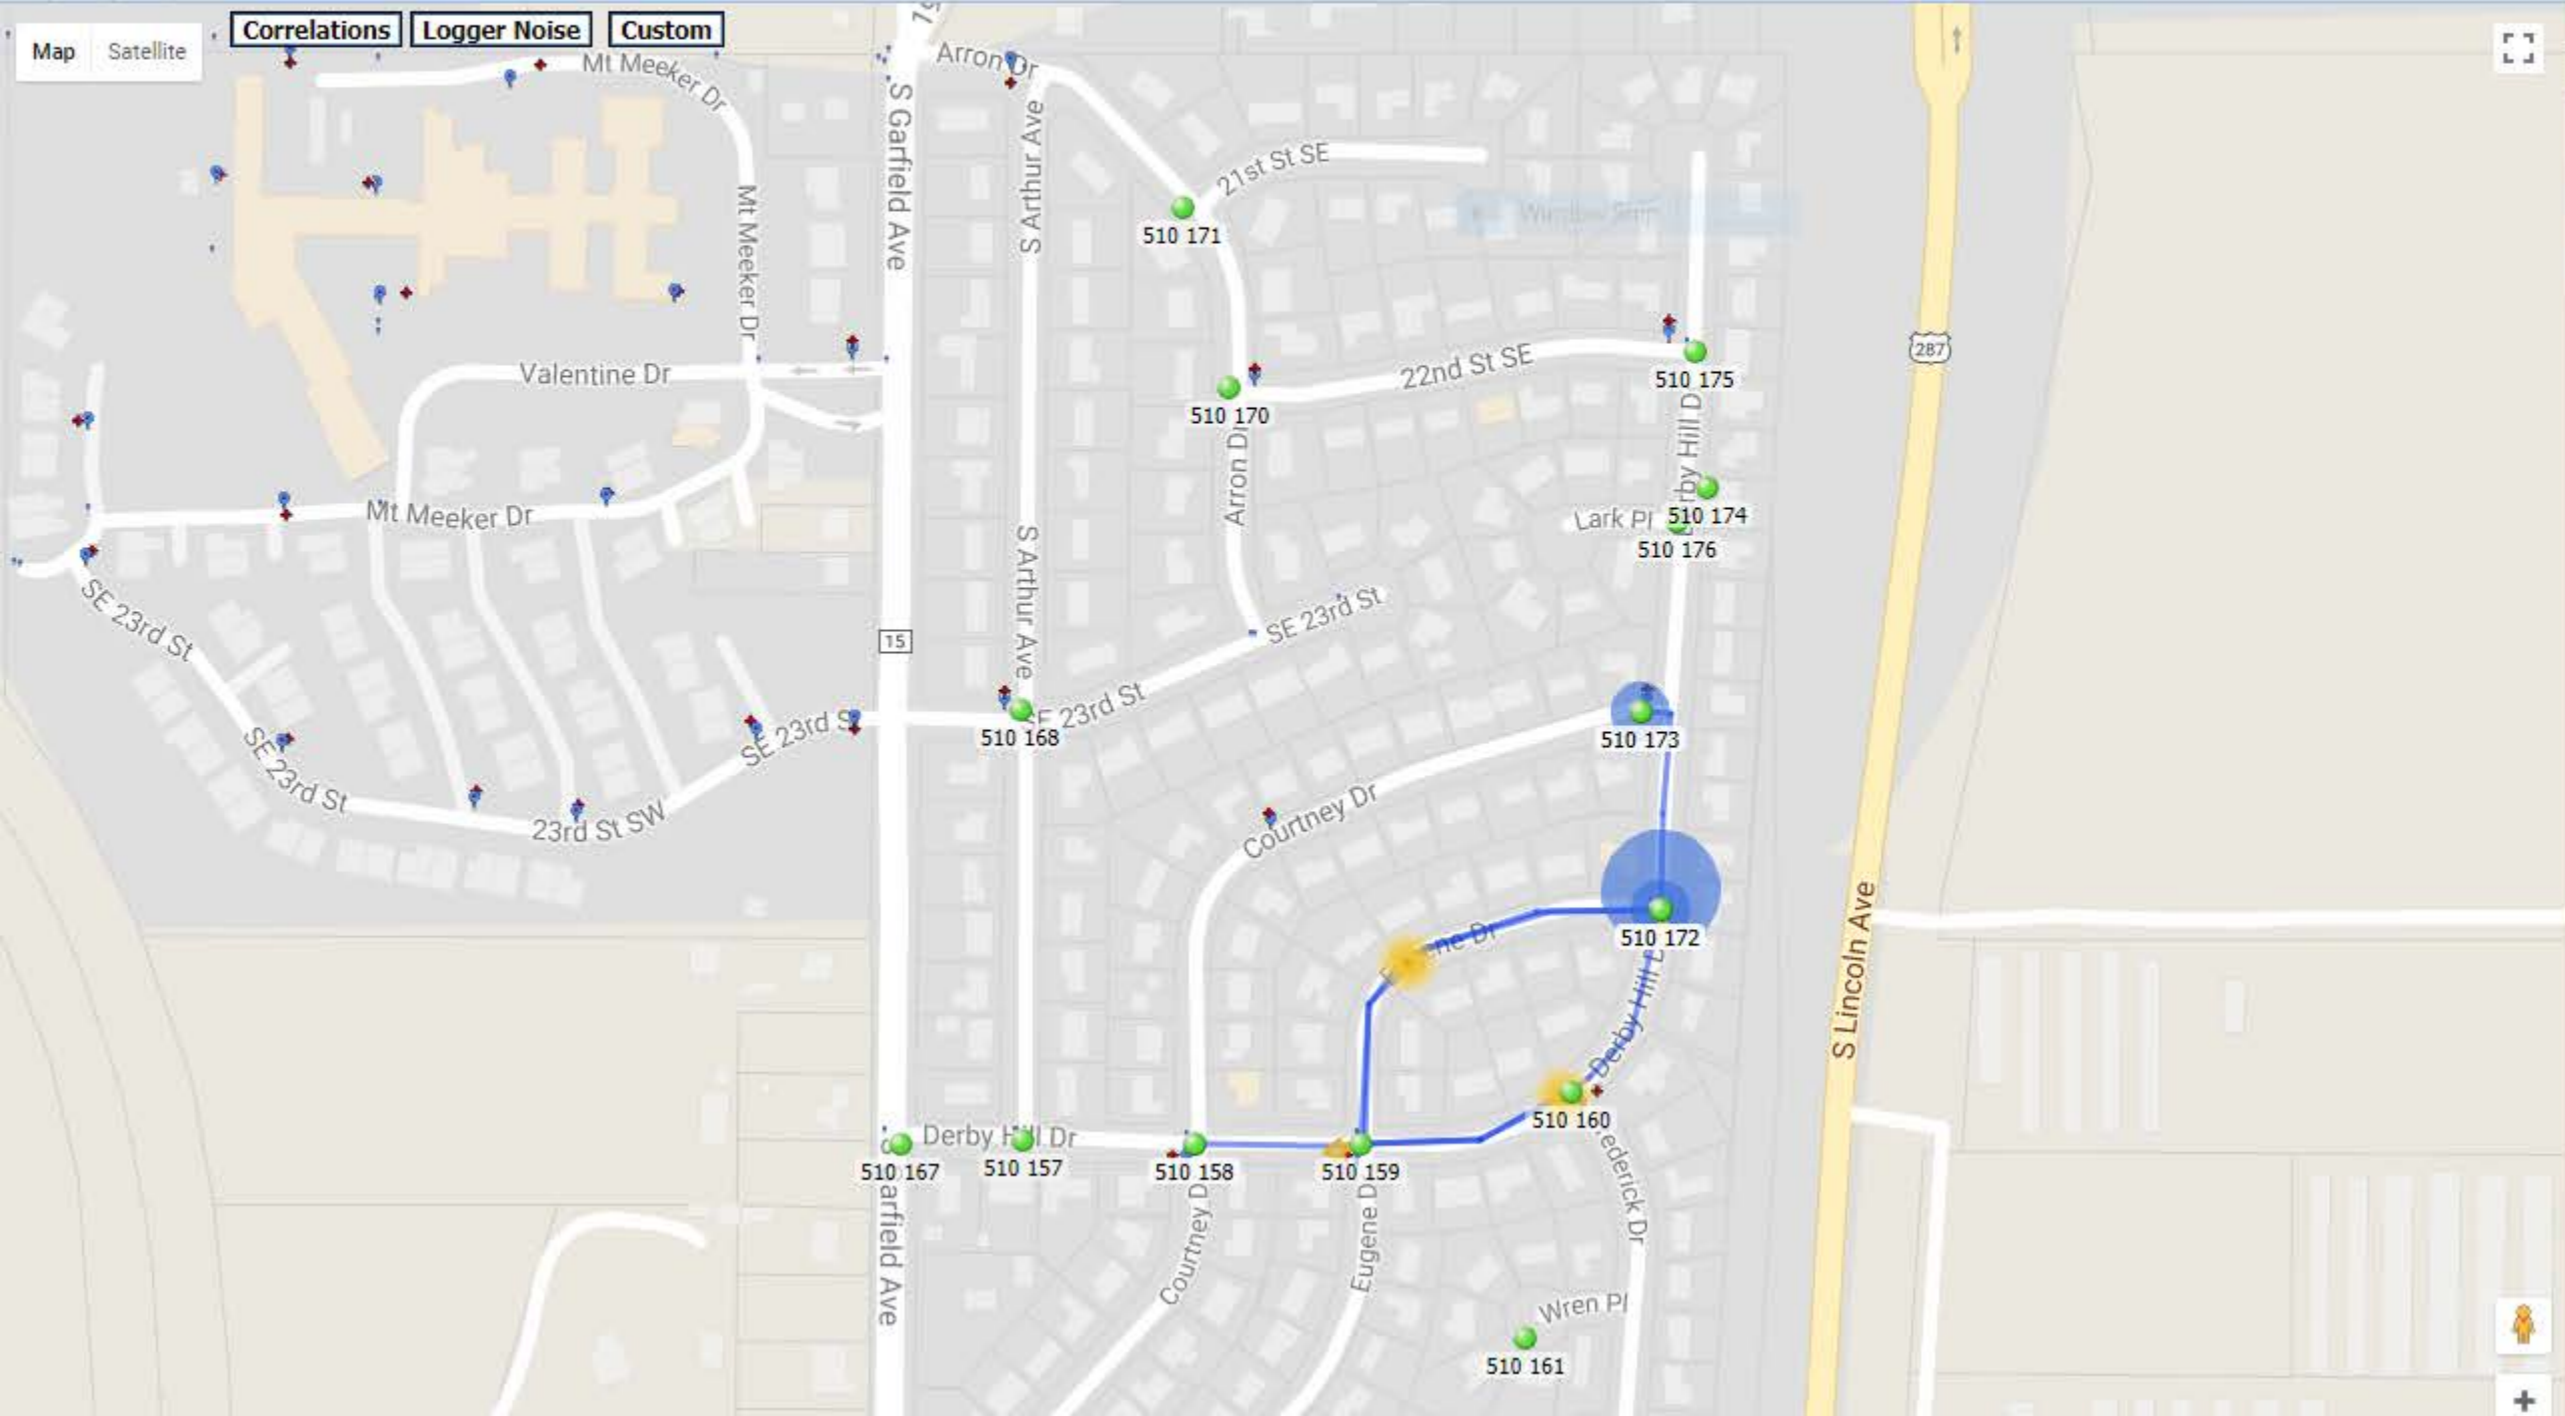 Map
Satellite
Correlations
Logger Noise
Custom
Mt Meeker Dr
Arron Dr
S Garfield Ave
S Arthur Ave
21st St SE
510 171
Mt Meeker Dr
287
Valentine Dr
22nd St SE
510 175
510 170
Arron Dr
Mt Meeker Dr
Lark Pl
510 174
510 176
S Arthur Ave
SE 23rd St
SE 23rd St
15
SE 23rd St
SE 23rd St
510 168
510 173
SE 23rd St
23rd St SW
Courtney Dr
S Lincoln Ave
510 172
Derby Hill D
510 160
Derby Hill Dr
510 167
510 157
510 158
510 159
ederick Dr
arfield Ave
Courtney D
Eugene D
Wren Pl
510 161